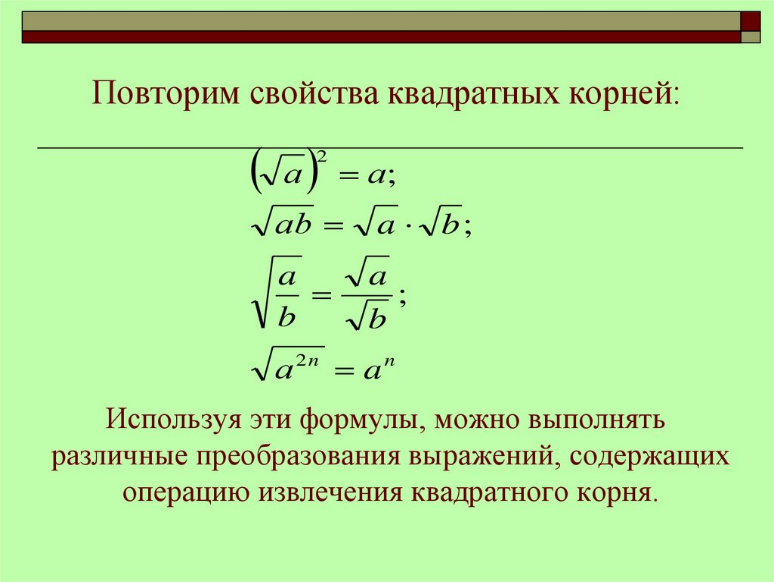 Повторим свойства квадратных корней:
(√a)² = a;
√ab = √a · √b;
√(a/b) = √a/√b;
√a²ⁿ = aⁿ
Используя эти формулы, можно выполнять
различные преобразования выражений, содержащих
операцию извлечения квадратного корня.